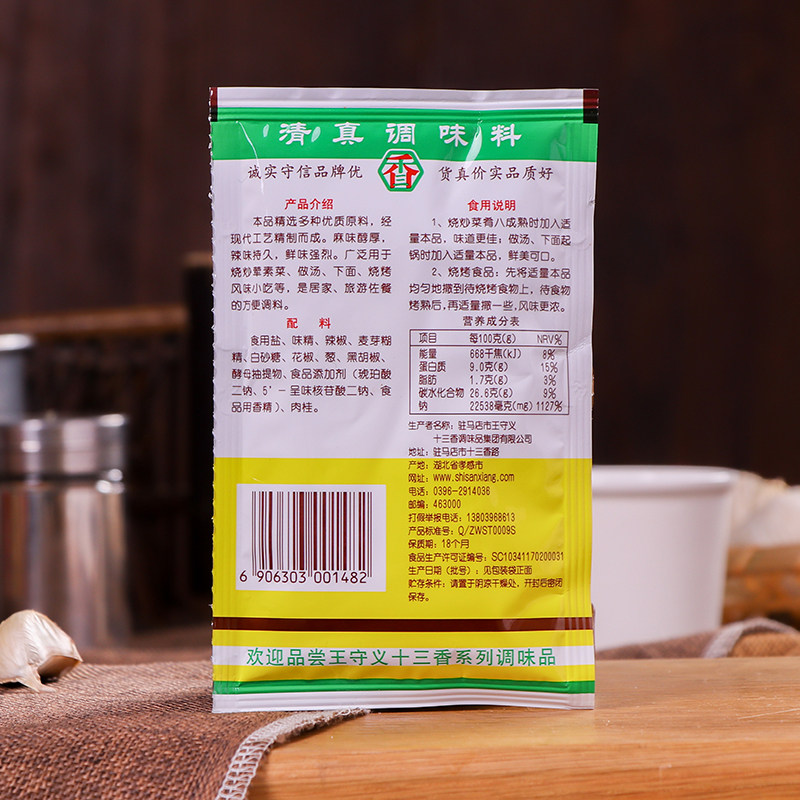 清真调味料
诚实守信品牌优
香
货真价实品质好
产品介绍
本品精选多种优质原料，经
现代工艺精制而成。麻味醇厚，
辣味持久，鲜味强烈。广泛用于
烧炒荤素菜、做汤、下面、烧烤
风味小吃等，是居家、旅游佐餐
的方便调料。
配 料
食用盐、味精、辣椒、麦芽糊
精、白砂糖、花椒、葱、黑胡椒、
酵母抽提物、食品添加剂（琥珀酸
二钠、5'-呈味核苷酸二钠、食
品用香精）、肉桂。
食用说明
1、烧炒菜肴八成熟时加入适
量本品，味道更佳；做汤、下面起
锅时加入适量本品，鲜美可口。
2、烧烤食品：先将适量本品
均匀地撒到待烧烤食物上，待食物
烤熟后，再适量撒一些，风味更浓。
营养成分表
项目 每100克(g) NRV%
能量 668千焦(kJ) 8%
蛋白质 9.0克(g) 15%
脂肪 1.7克(g) 3%
碳水化合物 26.6克(g) 9%
钠 22538毫克(mg) 1127%
生产者名称：驻马店市王守义
十三香调味品集团有限公司
地址：驻马店市十三香路
产地：湖北省孝感市
网址：www.shisanxiang.com
电话：0396-2914036
邮编：463000
打假举报电话：13803968613
产品标准号：Q/ZWST0009S
保质期：18个月
食品生产许可证编号：SC10341170200031
生产日期（批号）：见包装袋正面
贮存条件：请置于阴凉干燥处，开封后密闭
保存。
6 906303 001482
欢迎品尝王守义十三香系列调味品